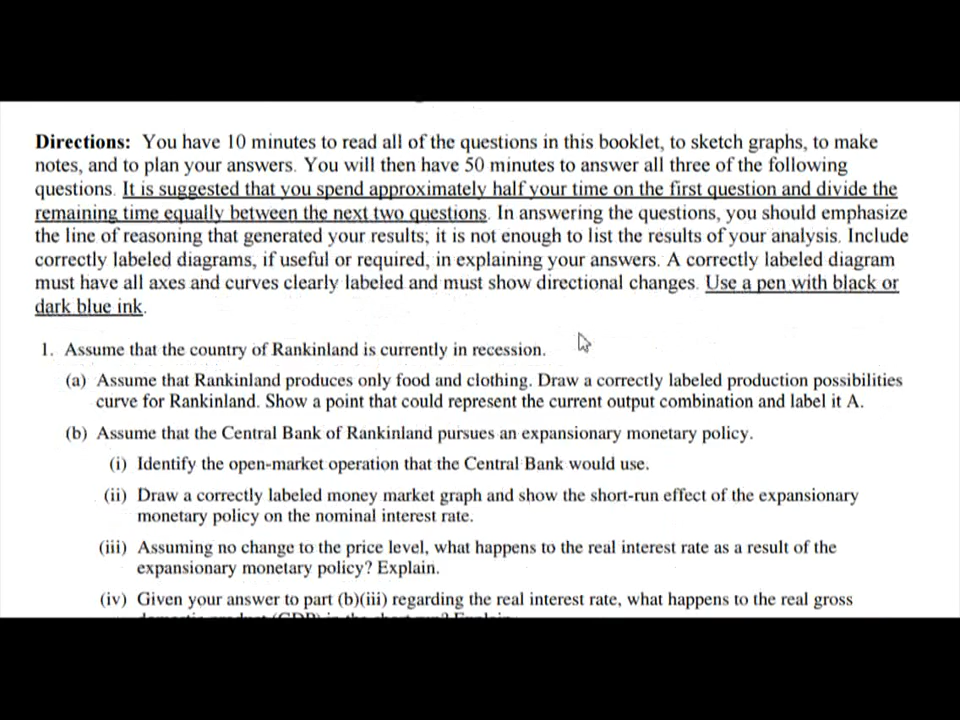 Directions: You have 10 minutes to read all of the questions in this booklet, to sketch graphs, to make
notes, and to plan your answers. You will then have 50 minutes to answer all three of the following
questions. It is suggested that you spend approximately half your time on the first question and divide the
remaining time equally between the next two questions. In answering the questions, you should emphasize
the line of reasoning that generated your results; it is not enough to list the results of your analysis. Include
correctly labeled diagrams, if useful or required, in explaining your answers. A correctly labeled diagram
must have all axes and curves clearly labeled and must show directional changes. Use a pen with black or
dark blue ink.
1. Assume that the country of Rankinland is currently in recession.
(a) Assume that Rankinland produces only food and clothing. Draw a correctly labeled production possibilities
curve for Rankinland. Show a point that could represent the current output combination and label it A.
(b) Assume that the Central Bank of Rankinland pursues an expansionary monetary policy.
(i) Identify the open-market operation that the Central Bank would use.
(ii) Draw a correctly labeled money market graph and show the short-run effect of the expansionary
monetary policy on the nominal interest rate.
(iii) Assuming no change to the price level, what happens to the real interest rate as a result of the
expansionary monetary policy? Explain.
(iv) Given your answer to part (b)(iii) regarding the real interest rate, what happens to the real gross